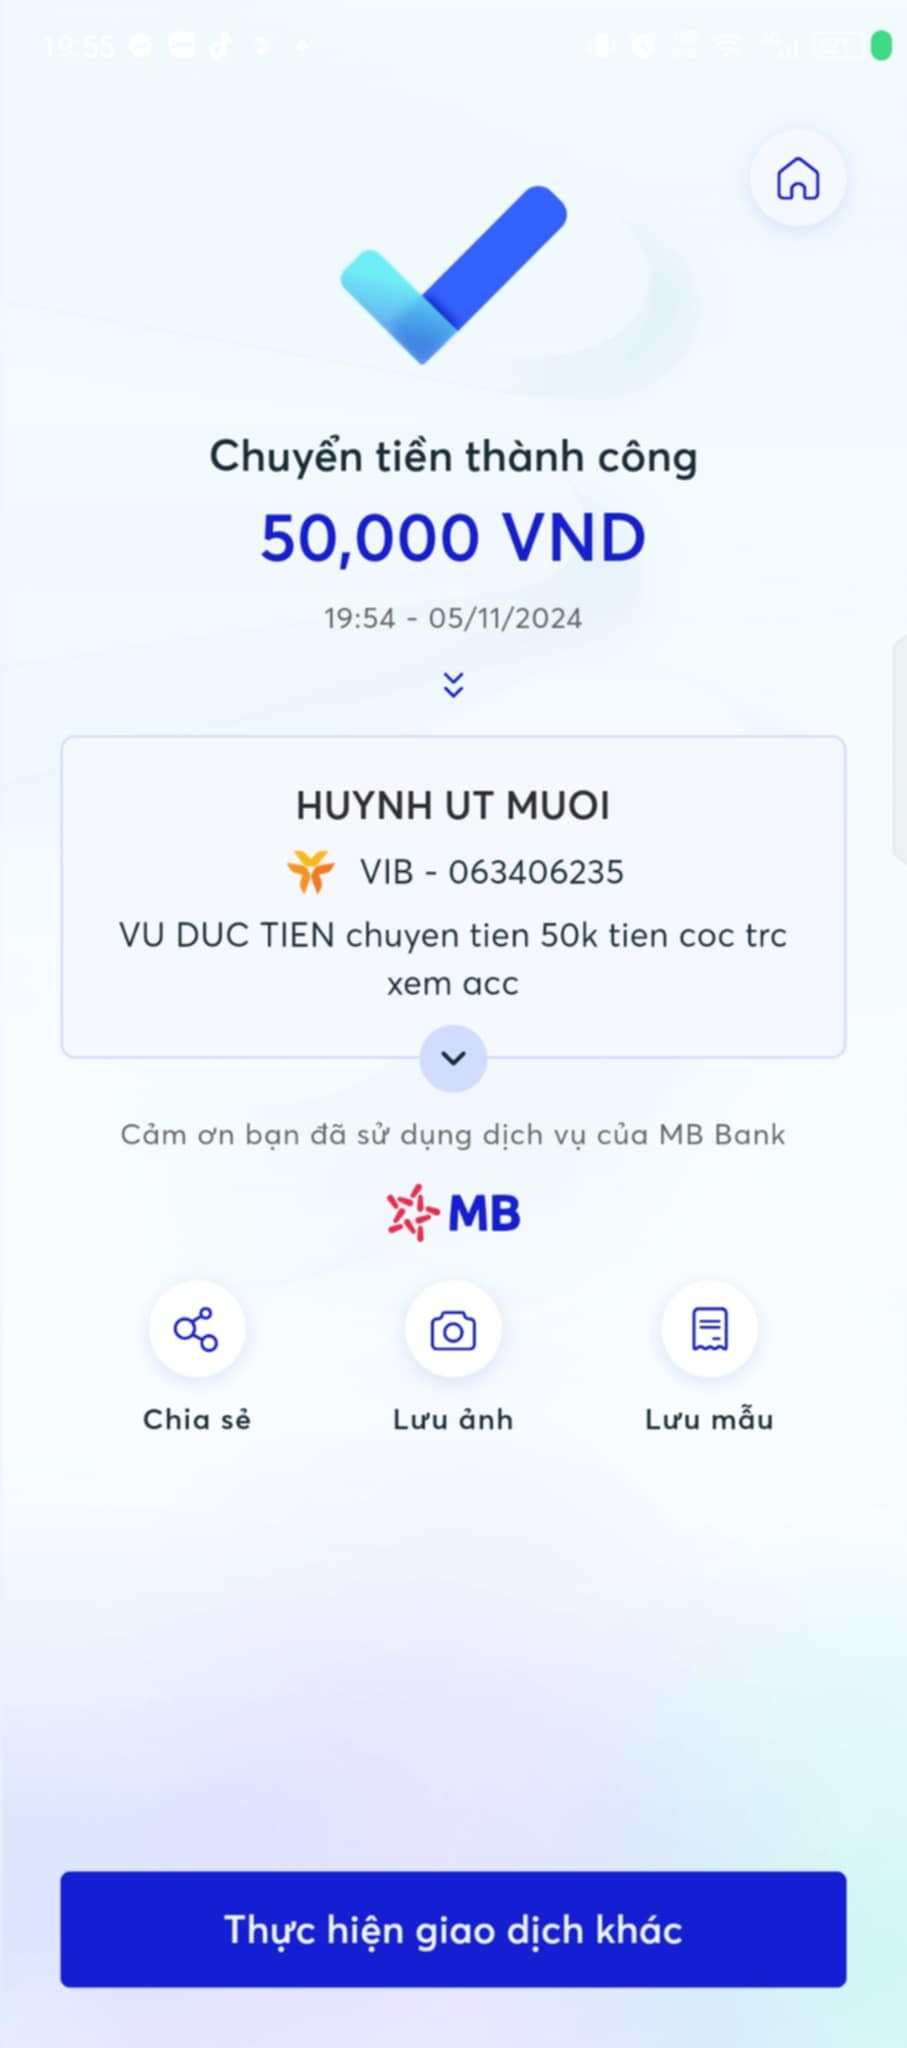 19:55
Chuyển tiền thành công
50,000 VND
19:54 - 05/11/2024
HUYNH UT MUOI
VIB - 063406235
VU DUC TIEN chuyen tien 50k tien coc trc
xem acc
Cảm ơn bạn đã sử dụng dịch vụ của MB Bank
MB
Chia sẻ
Lưu ảnh
Lưu mẫu
Thực hiện giao dịch khác